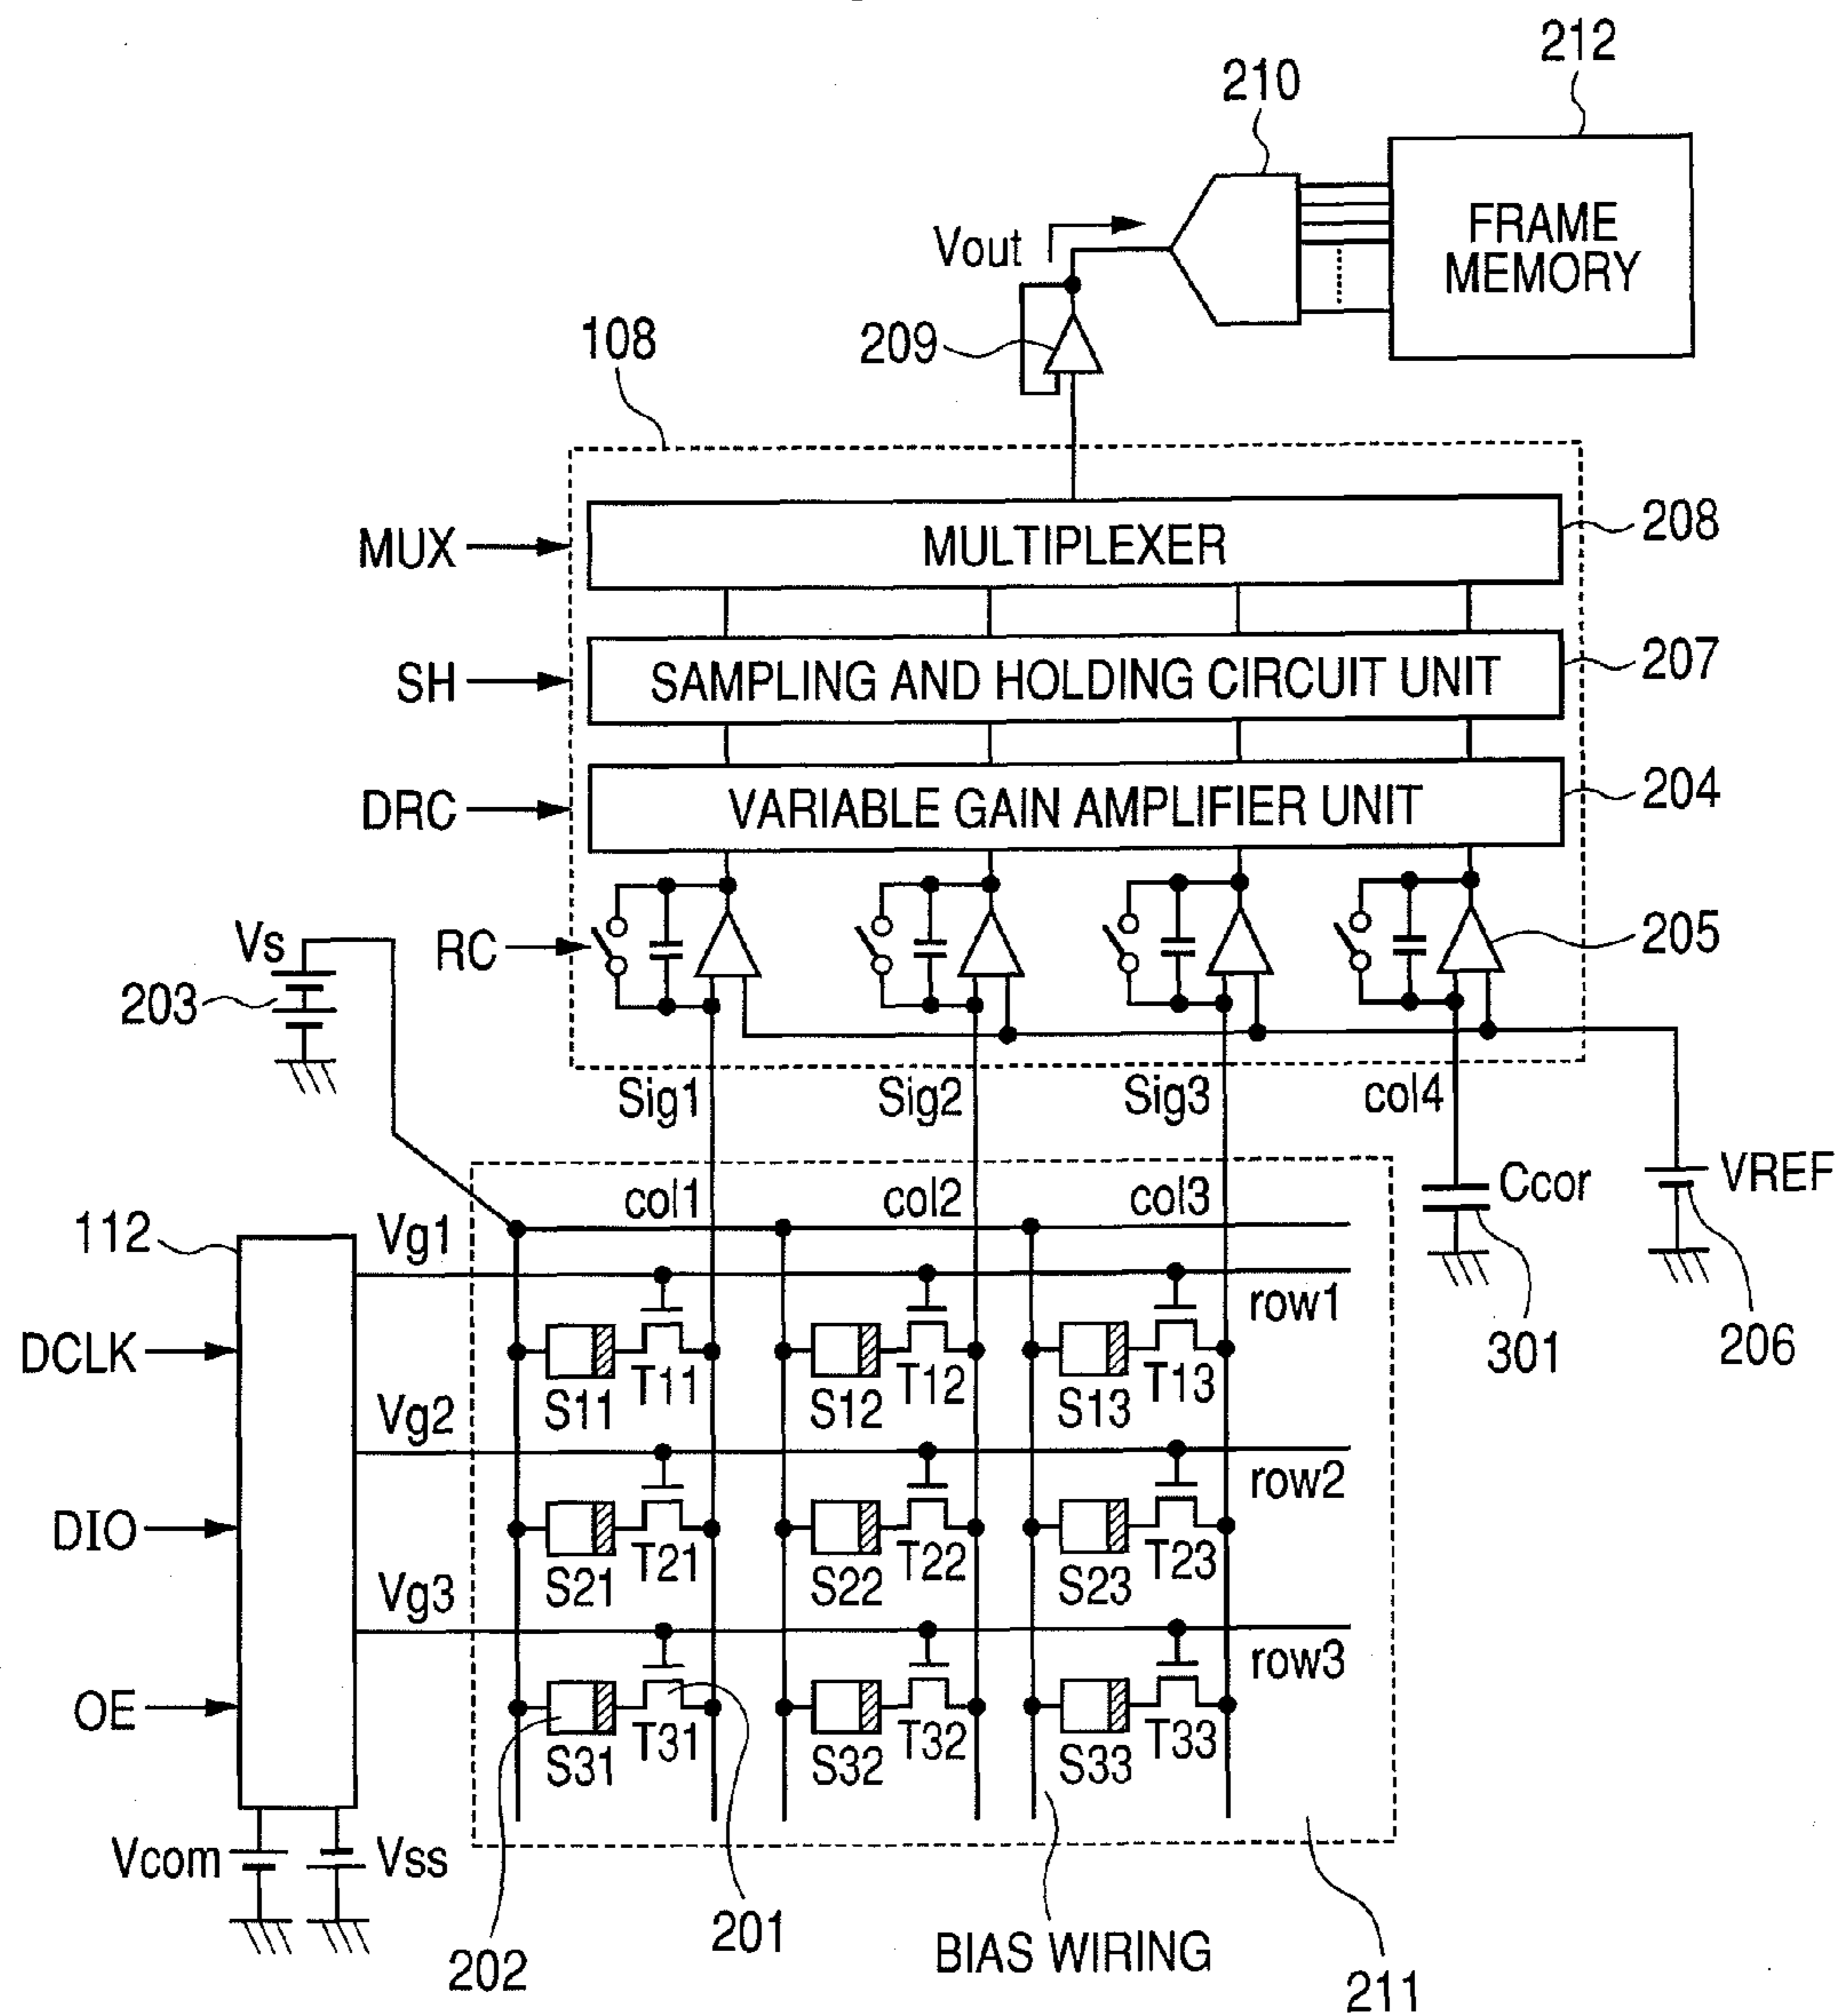 212
210
FRAME
MEMORY
Vout
209
108
MUX
MULTIPLEXER
208
SH
SAMPLING AND HOLDING CIRCUIT UNIT
207
DRC
VARIABLE GAIN AMPLIFIER UNIT
204
Vs
RC
205
203
Sig1
Sig2
Sig3
col4
col1
col2
col3
Ccor
VREF
112
Vg1
row1
301
206
DCLK
S11
T11
S12
T12
S13
T13
Vg2
row2
DIO
S21
T21
S22
T22
S23
T23
Vg3
row3
OE
S31
T31
S32
T32
S33
T33
Vcom
Vss
202
201
BIAS WIRING
211